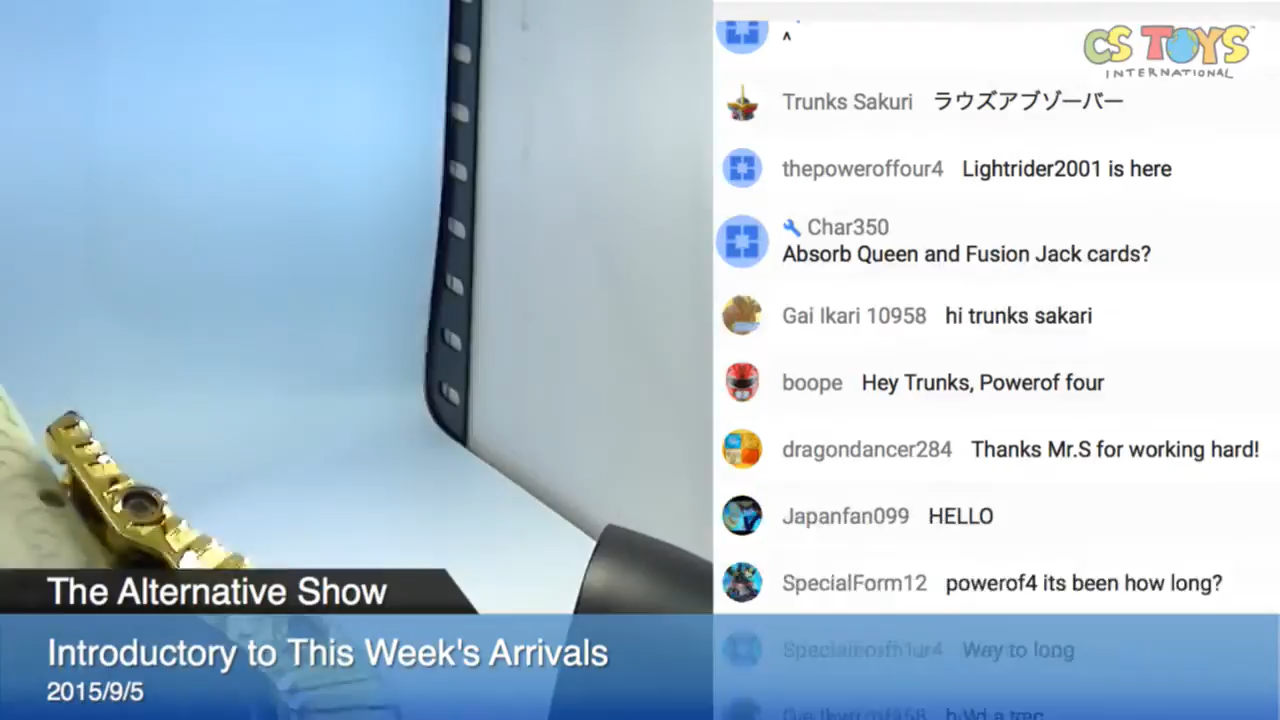 ^
CS TOYS
INTERNATIONAL
Trunks Sakuri ラウズアブゾーバー
thepoweroffour4 Lightrider2001 is here
Char350
Absorb Queen and Fusion Jack cards?
Gai Ikari 10958 hi trunks sakari
boope Hey Trunks, Powerof four
dragondancer284 Thanks Mr.S for working hard!
Japanfan099 HELLO
SpecialForm12 powerof4 its been how long?
Way to long
The Alternative Show
Introductory to This Week's Arrivals
2015/9/5